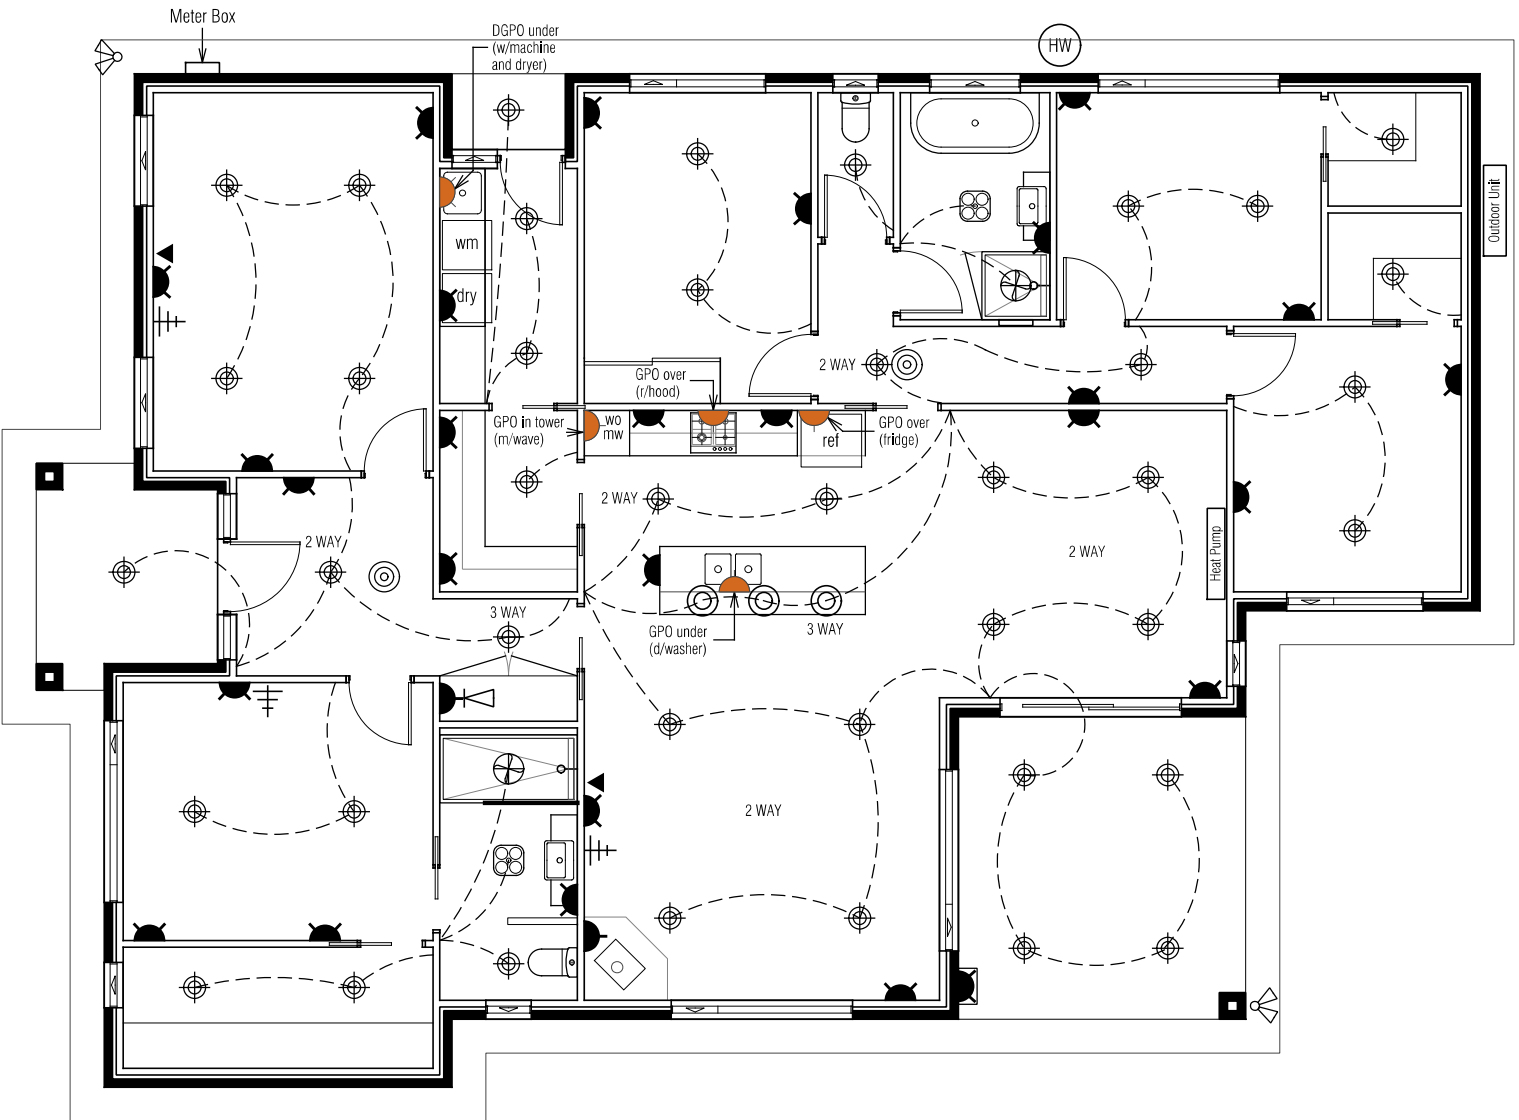 Meter Box
DGPO under
(w/machine
and dryer)
HW
Outdoor Unit
wm
dry
2 WAY
GPO over
(r/hood)
GPO in tower
(m/wave)
wo
mw
ref
GPO over
(fridge)
2 WAY
2 WAY
2 WAY
Heat Pump
3 WAY
3 WAY
GPO under
(d/washer)
2 WAY